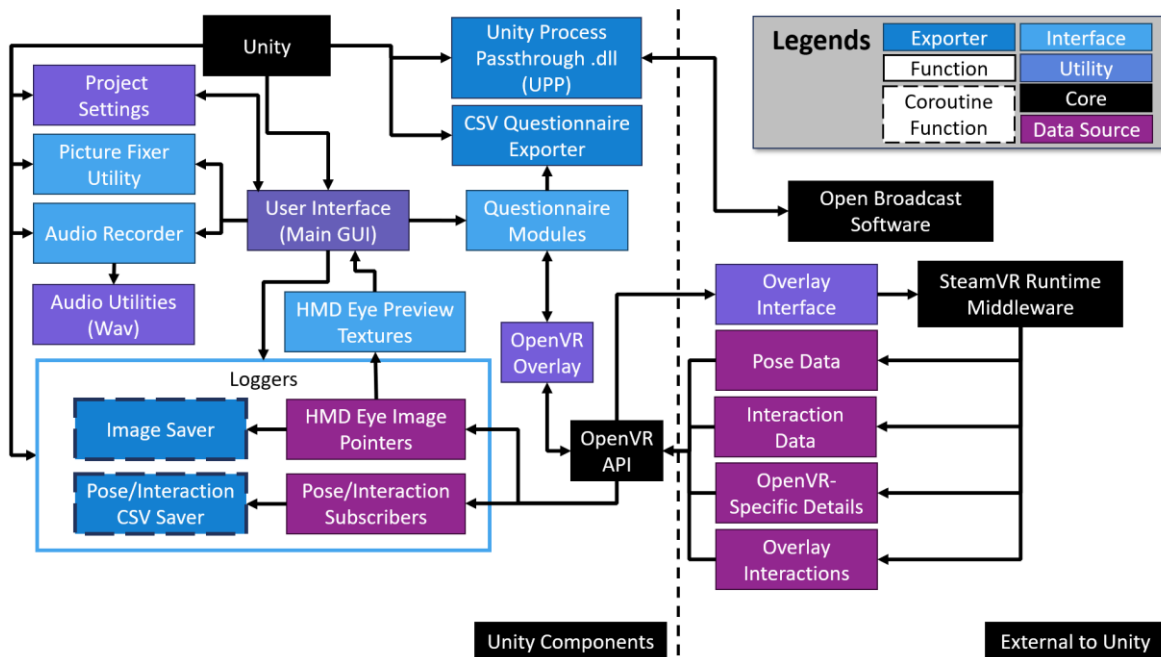 Unity
Unity Process
Passthrough .dll
(UPP)
Legends
Exporter
Interface
Function
Utility
Coroutine
Function
Core
Data Source
Project
Settings
CSV Questionnaire
Exporter
Picture Fixer
Utility
User Interface
(Main GUI)
Questionnaire
Modules
Open Broadcast
Software
Audio Recorder
Audio Utilities
(Wav)
HMD Eye Preview
Textures
OpenVR
Overlay
Overlay
Interface
SteamVR Runtime
Middleware
Pose Data
Loggers
Image Saver
HMD Eye Image
Pointers
OpenVR
API
Interaction
Data
Pose/Interaction
CSV Saver
Pose/Interaction
Subscribers
OpenVR-
Specific Details
Overlay
Interactions
Unity Components
External to Unity